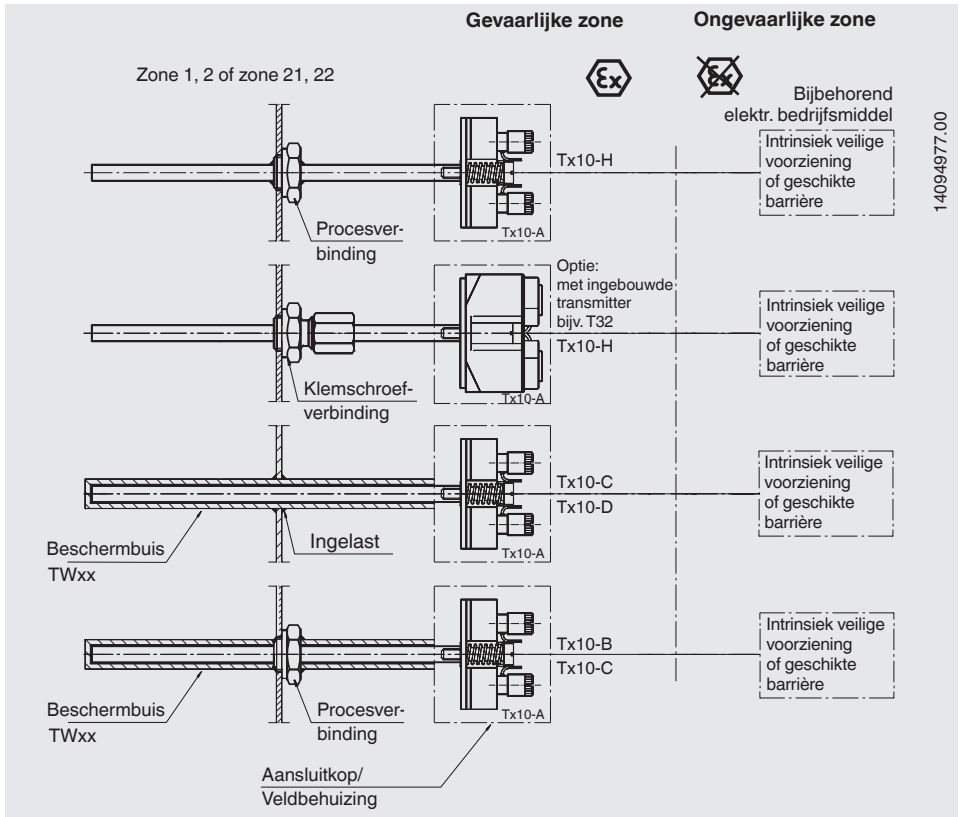 Gevaarlijke zone
Ongevaarlijke zone
Zone 1, 2 of zone 21, 22
Ex
Ex
Bijbehorend
elektr. bedrijfsmiddel
14094977.00
Tx10-H
Tx10-A
Procesver-
binding
Intrinsiek veilige
voorziening
of geschikte
barrière
Optie:
met ingebouwde
transmitter
bijv. T32
Tx10-H
Tx10-A
Klemschroef-
verbinding
Intrinsiek veilige
voorziening
of geschikte
barrière
Tx10-C
Tx10-D
Tx10-A
Beschermbuis
TWxx
Ingelast
Intrinsiek veilige
voorziening
of geschikte
barrière
Tx10-B
Tx10-C
Tx10-A
Beschermbuis
TWxx
Procesver-
binding
Intrinsiek veilige
voorziening
of geschikte
barrière
Aansluitkop/
Veldbehuizing